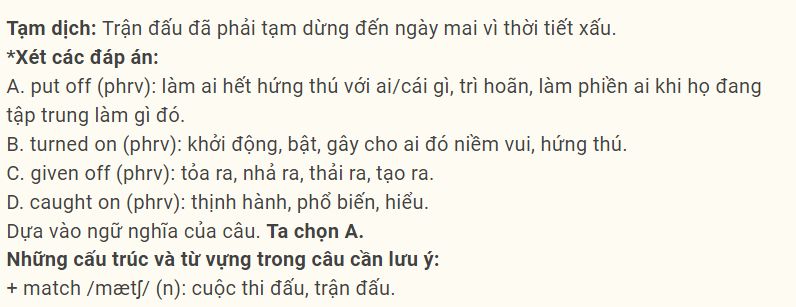 Tạm dịch: Trận đấu đã phải tạm dừng đến ngày mai vì thời tiết xấu.
*Xét các đáp án:
A. put off (phrv): làm ai hết hứng thú với ai/cái gì, trì hoãn, làm phiền ai khi họ đang
tập trung làm gì đó.
B. turned on (phrv): khởi động, bật, gây cho ai đó niềm vui, hứng thú.
C. given off (phrv): tỏa ra, nhả ra, thải ra, tạo ra.
D. caught on (phrv): thịnh hành, phổ biến, hiểu.
Dựa vào ngữ nghĩa của câu. Ta chọn A.
Những cấu trúc và từ vựng trong câu cần lưu ý:
+ match /mætʃ/ (n): cuộc thi đấu, trận đấu.